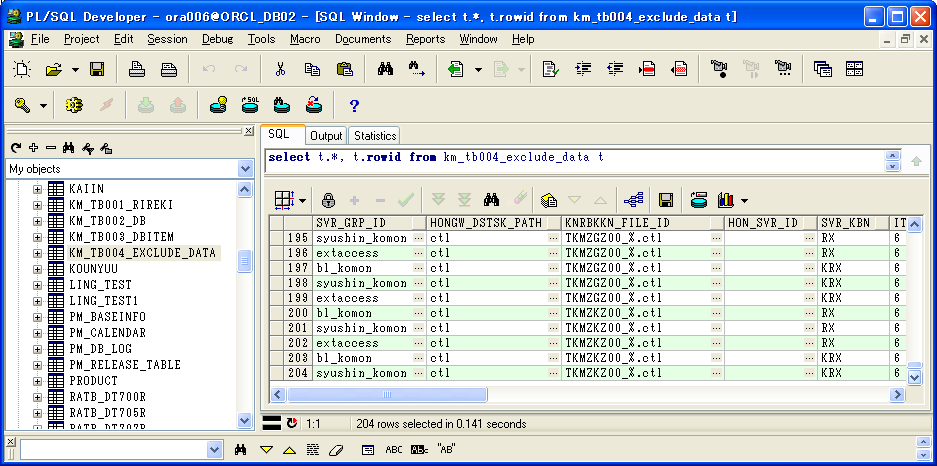 PL/SQL Developer - ora006@ORCL_DB02 - [SQL Window - select t.*, t.rowid from km_tb004_exclude_data t]
File Project Edit Session Debug Tools Macro Documents Reports Window Help
SQL
SQL Output Statistics
select t.*, t.rowid from km_tb004_exclude_data t
My objects
KAIIN
KM_TB001_RIREKI
KM_TB002_DB
KM_TB003_DBITEM
KM_TB004_EXCLUDE_DATA
KOUNYUU
LING_TEST
LING_TEST1
PM_BASEINFO
PM_CALENDAR
PM_DB_LOG
PM_RELEASE_TABLE
PRODUCT
RATB_DT700R
RATB_DT705R
RATB_DT707R
SVR_GRP_ID HONGW_DSTSK_PATH KNRBKKN_FILE_ID HON_SVR_ID SVR_KBN IT
195 syushin_komon ... ctl ... TKMZGZ00_%.ctl ... ... RX 6
196 extaccess ... ctl ... TKMZGZ00_%.ctl ... ... RX 6
197 bl_komon ... ctl ... TKMZGZ00_%.ctl ... ... KRX 6
198 syushin_komon ... ctl ... TKMZGZ00_%.ctl ... ... KRX 6
199 extaccess ... ctl ... TKMZGZ00_%.ctl ... ... KRX 6
200 bl_komon ... ctl ... TKMZKZ00_%.ctl ... ... RX 6
201 syushin_komon ... ctl ... TKMZKZ00_%.ctl ... ... RX 6
202 extaccess ... ctl ... TKMZKZ00_%.ctl ... ... RX 6
203 bl_komon ... ctl ... TKMZKZ00_%.ctl ... ... KRX 6
204 syushin_komon ... ctl ... TKMZKZ00_%.ctl ... ... KRX 6
1:1 204 rows selected in 0.141 seconds
ABC AB "AB"